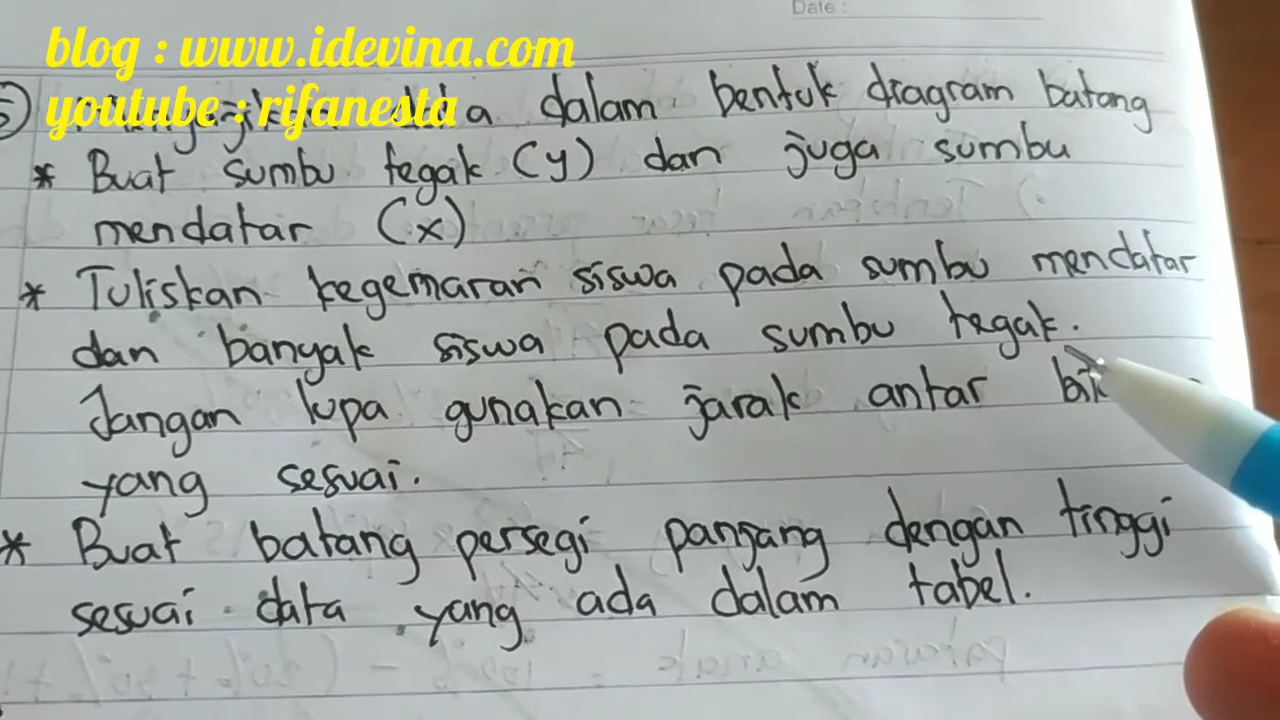 Date :
blog : www.idevina.com
youtube : rifanesta
5 dalam bentuk diagram batang
* Buat sumbu tegak (y) dan juga sumbu
mendatar (x)
* Tuliskan kegemaran siswa pada sumbu mendatar
dan banyak siswa pada sumbu tegak.
Jangan lupa gunakan jarak antar
yang sesuai.
* Buat batang persegi panjang dengan tinggi
sesuai data yang ada dalam tabel.